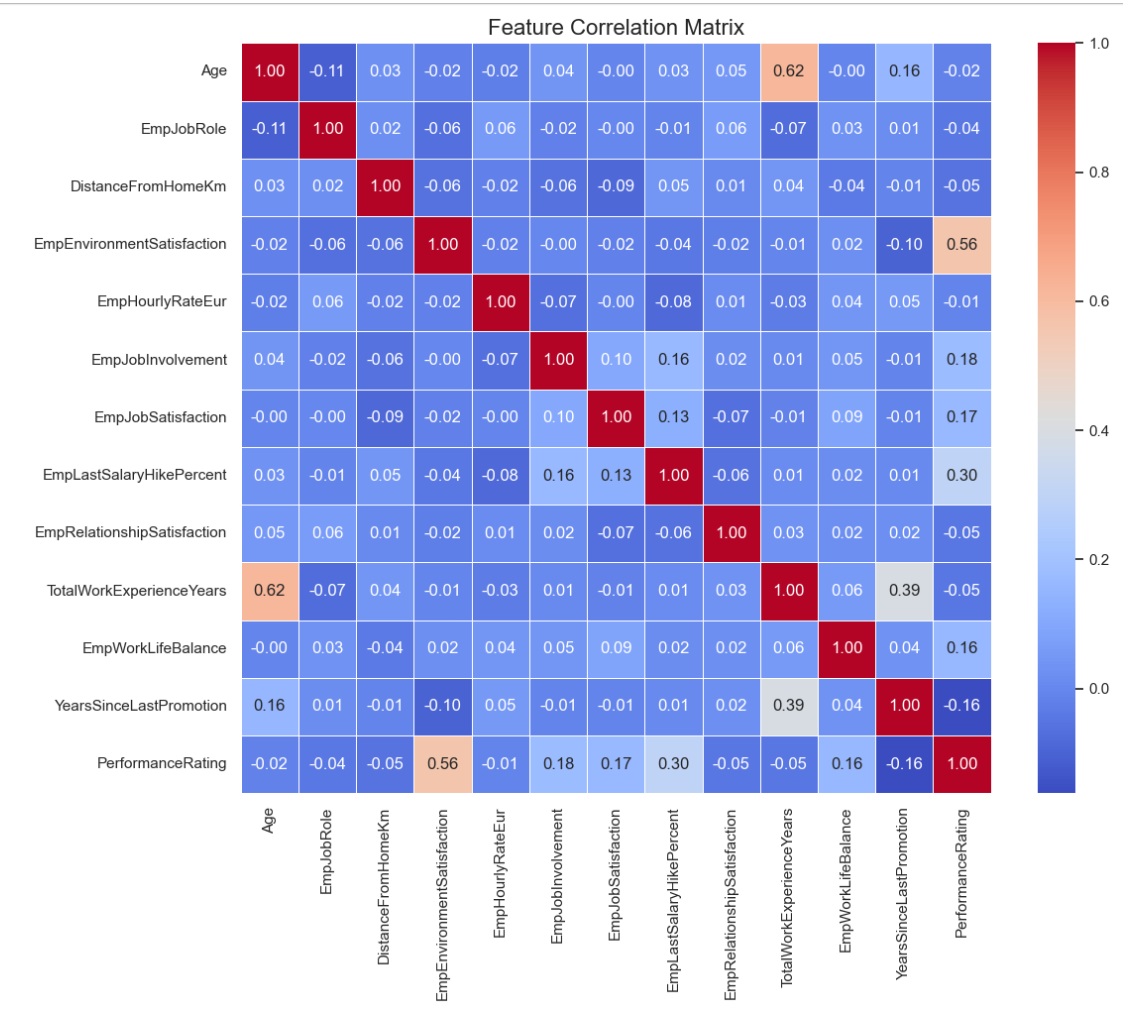 Feature Correlation Matrix
Age 1.00 -0.11 0.03 -0.02 -0.02 0.04 -0.00 0.03 0.05 0.62 -0.00 0.16 -0.02
EmpJobRole -0.11 1.00 0.02 -0.06 0.06 -0.02 -0.00 -0.01 0.06 -0.07 0.03 0.01 -0.04
DistanceFromHomeKm 0.03 0.02 1.00 -0.06 -0.02 -0.06 -0.09 0.05 0.01 0.04 -0.04 -0.01 -0.05
EmpEnvironmentSatisfaction -0.02 -0.06 -0.06 1.00 -0.02 -0.00 -0.02 -0.04 -0.02 -0.01 0.02 -0.10 0.56
EmpHourlyRateEur -0.02 0.06 -0.02 -0.02 1.00 -0.07 -0.00 -0.08 0.01 -0.03 0.04 0.05 -0.01
EmpJobInvolvement 0.04 -0.02 -0.06 -0.00 -0.07 1.00 0.10 0.16 0.02 0.01 0.05 -0.01 0.18
EmpJobSatisfaction -0.00 -0.00 -0.09 -0.02 -0.00 0.10 1.00 0.13 -0.07 -0.01 0.09 -0.01 0.17
EmpLastSalaryHikePercent 0.03 -0.01 0.05 -0.04 -0.08 0.16 0.13 1.00 -0.06 0.01 0.02 0.01 0.30
EmpRelationshipSatisfaction 0.05 0.06 0.01 -0.02 0.01 0.02 -0.07 -0.06 1.00 0.03 0.02 0.02 -0.05
TotalWorkExperienceYears 0.62 -0.07 0.04 -0.01 -0.03 0.01 -0.01 0.01 0.03 1.00 0.06 0.39 -0.05
EmpWorkLifeBalance -0.00 0.03 -0.04 0.02 0.04 0.05 0.09 0.02 0.02 0.06 1.00 0.04 0.16
YearsSinceLastPromotion 0.16 0.01 -0.01 -0.10 0.05 -0.01 -0.01 0.01 0.02 0.39 0.04 1.00 -0.16
PerformanceRating -0.02 -0.04 -0.05 0.56 -0.01 0.18 0.17 0.30 -0.05 -0.05 0.16 -0.16 1.00
Age
EmpJobRole
DistanceFromHomeKm
EmpEnvironmentSatisfaction
EmpHourlyRateEur
EmpJobInvolvement
EmpJobSatisfaction
EmpLastSalaryHikePercent
EmpRelationshipSatisfaction
TotalWorkExperienceYears
EmpWorkLifeBalance
YearsSinceLastPromotion
PerformanceRating
1.0
0.8
0.6
0.4
0.2
0.0